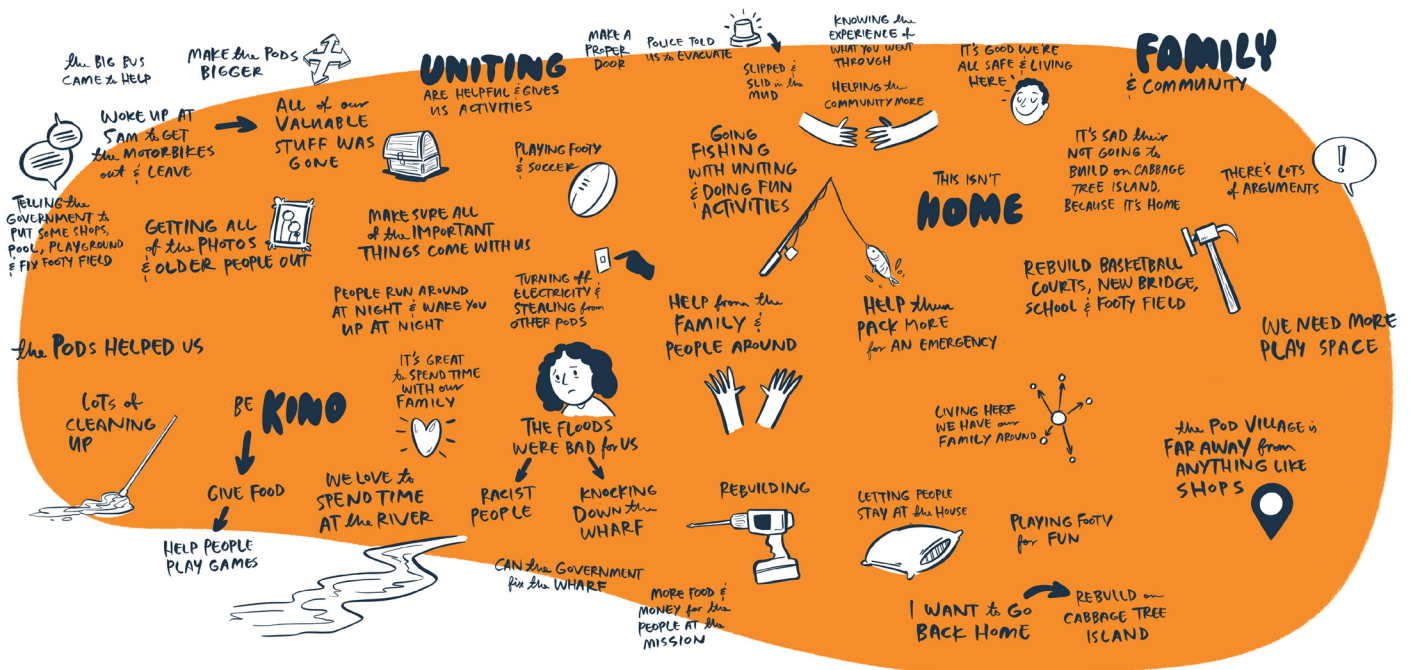 the BIG BUS
CAME to HELP
MAKE the PODS
BIGGER
UNITING
ARE HELPFUL & GIVES
US ACTIVITIES
MAKE A
PROPER
DOOR
POLICE TOLD
US to EVACUATE
SLIPPED &
SLID in the
MUD
KNOWING the
EXPERIENCE of
WHAT YOU WENT
THROUGH
HELPING the
COMMUNITY MORE
IT'S GOOD WE'RE
ALL SAFE & LIVING
HERE
FAMILY
& COMMUNITY
WOKE UP AT
5AM to GET
the MOTORBIKES
out & LEAVE
ALL of our
VALUABLE
STUFF WAS
GONE
PLAYING FOOTY
& SOCCER
GOING
FISHING
WITH UNITING
& DOING FUN
ACTIVITIES
THIS ISN'T
HOME
IT'S SAD their
NOT GOING to
BUILD on CABBAGE
TREE ISLAND,
BECAUSE IT'S HOME
THERE'S LOTS
of ARGUMENTS
!
TELLING the
GOVERNMENT to
PUT SOME SHOPS,
POOL, PLAYGROUND
& FIX FOOTY FIELD
GETTING ALL
of the PHOTOS
& OLDER PEOPLE OUT
MAKE SURE ALL
of the IMPORTANT
THINGS COME WITH US
PEOPLE RUN AROUND
AT NIGHT & WAKE YOU
UP AT NIGHT
TURNING off
ELECTRICITY &
STEALING from
OTHER PODS
HELP from the
FAMILY &
PEOPLE AROUND
HELP them
PACK MORE
for AN EMERGENCY
REBUILD BASKETBALL
COURTS, NEW BRIDGE,
SCHOOL & FOOTY FIELD
WE NEED MORE
PLAY SPACE
the PODS HELPED US
LOTS of
CLEANING
UP
BE KIND
GIVE FOOD
HELP PEOPLE
PLAY GAMES
IT'S GREAT
to SPEND TIME
WITH our
FAMILY
WE LOVE to
SPEND TIME
AT the RIVER
THE FLOODS
WERE BAD for US
RACIST
PEOPLE
KNOCKING
DOWN the
WHARF
CAN the GOVERNMENT
fix the WHARF
REBUILDING
MORE FOOD &
MONEY for the
PEOPLE AT the
MISSION
LETTING PEOPLE
STAY AT the HOUSE
LIVING HERE
WE HAVE our
FAMILY AROUND
PLAYING FOOTY
for FUN
the POD VILLAGE is
FAR AWAY from
ANYTHING LIKE
SHOPS
I WANT to GO
BACK HOME
REBUILD on
CABBAGE TREE
ISLAND